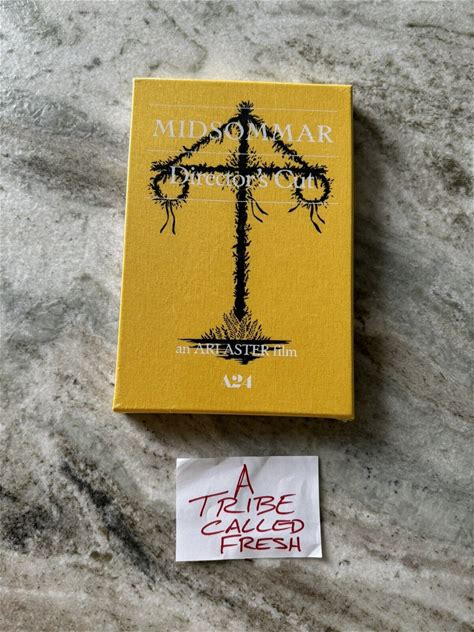 MIDSOMMAR
Director's Cut
an ARI ASTER film
A24
A
TRIBE
CALLED
FRESH